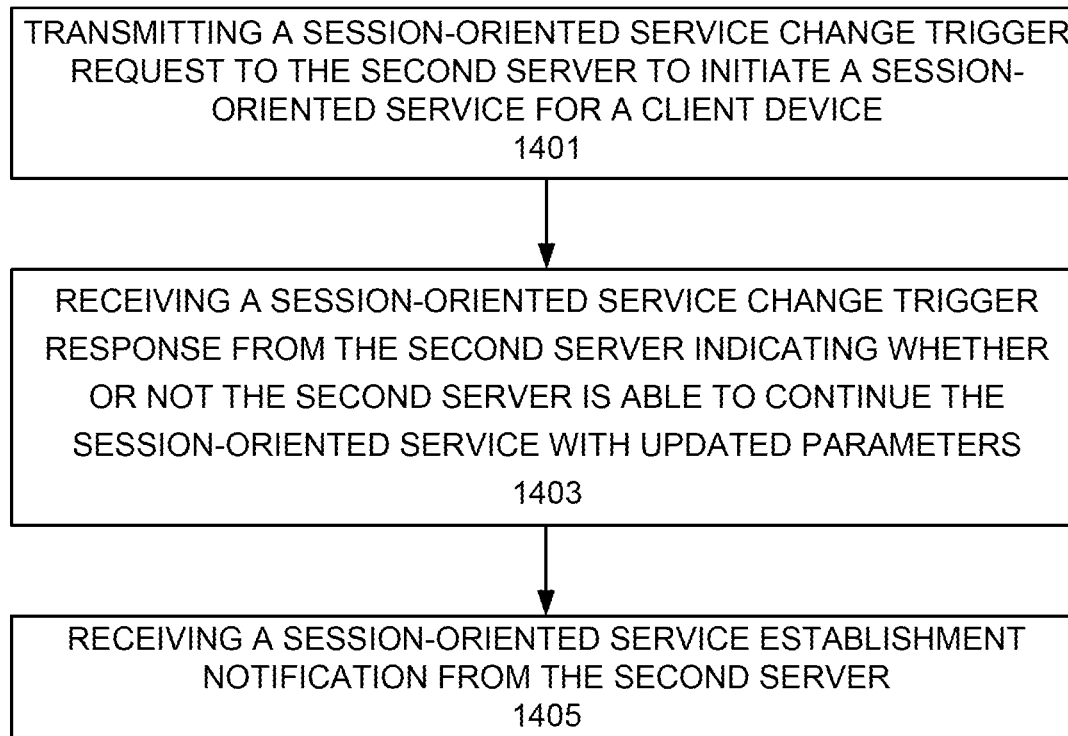 TRANSMITTING A SESSION-ORIENTED SERVICE CHANGE TRIGGER
REQUEST TO THE SECOND SERVER TO INITIATE A SESSION-
ORIENTED SERVICE FOR A CLIENT DEVICE
1401
RECEIVING A SESSION-ORIENTED SERVICE CHANGE TRIGGER
RESPONSE FROM THE SECOND SERVER INDICATING WHETHER
OR NOT THE SECOND SERVER IS ABLE TO CONTINUE THE
SESSION-ORIENTED SERVICE WITH UPDATED PARAMETERS
1403
RECEIVING A SESSION-ORIENTED SERVICE ESTABLISHMENT
NOTIFICATION FROM THE SECOND SERVER
1405